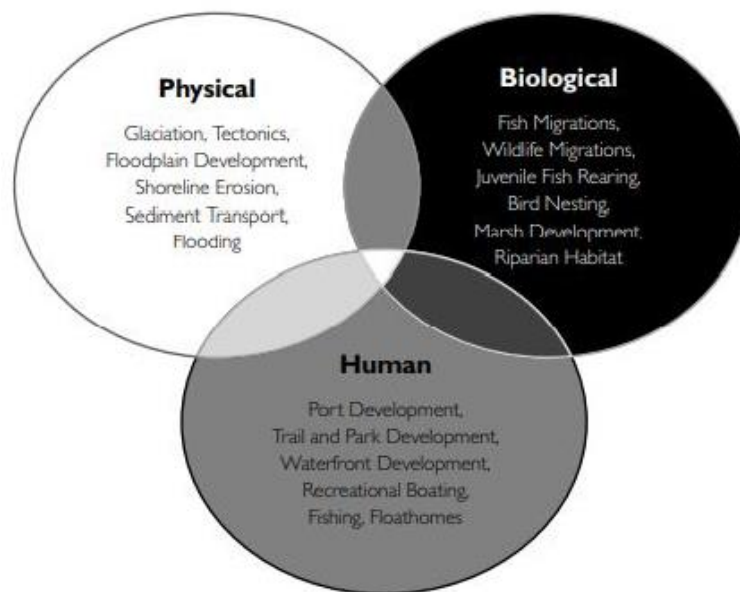 Physical
Glaciation, Tectonics,
Floodplain Development,
Shoreline Erosion,
Sediment Transport,
Flooding
Biological
Fish Migrations,
Wildlife Migrations,
Juvenile Fish Rearing,
Bird Nesting,
Marsh Development,
Riparian Habitat
Human
Port Development,
Trail and Park Development,
Waterfront Development,
Recreational Boating,
Fishing, Floathomes